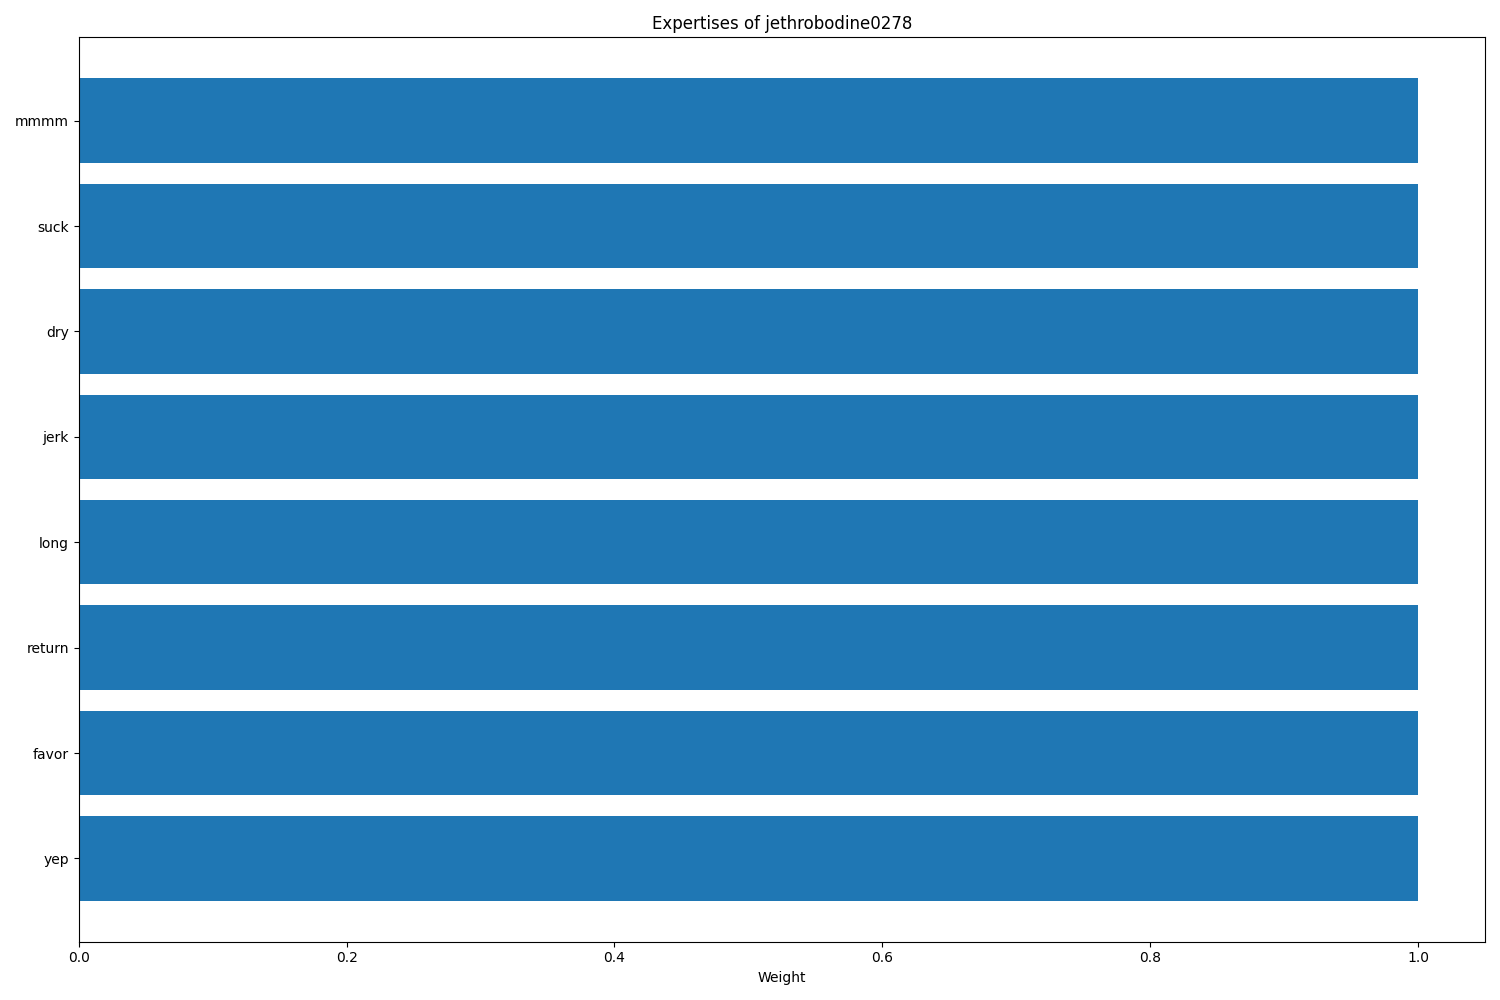 Expertises of jethrobodine0278
mmmm
suck
dry
jerk
long
return
favor
yep
0.0 0.2 0.4 0.6 0.8 1.0
Weight